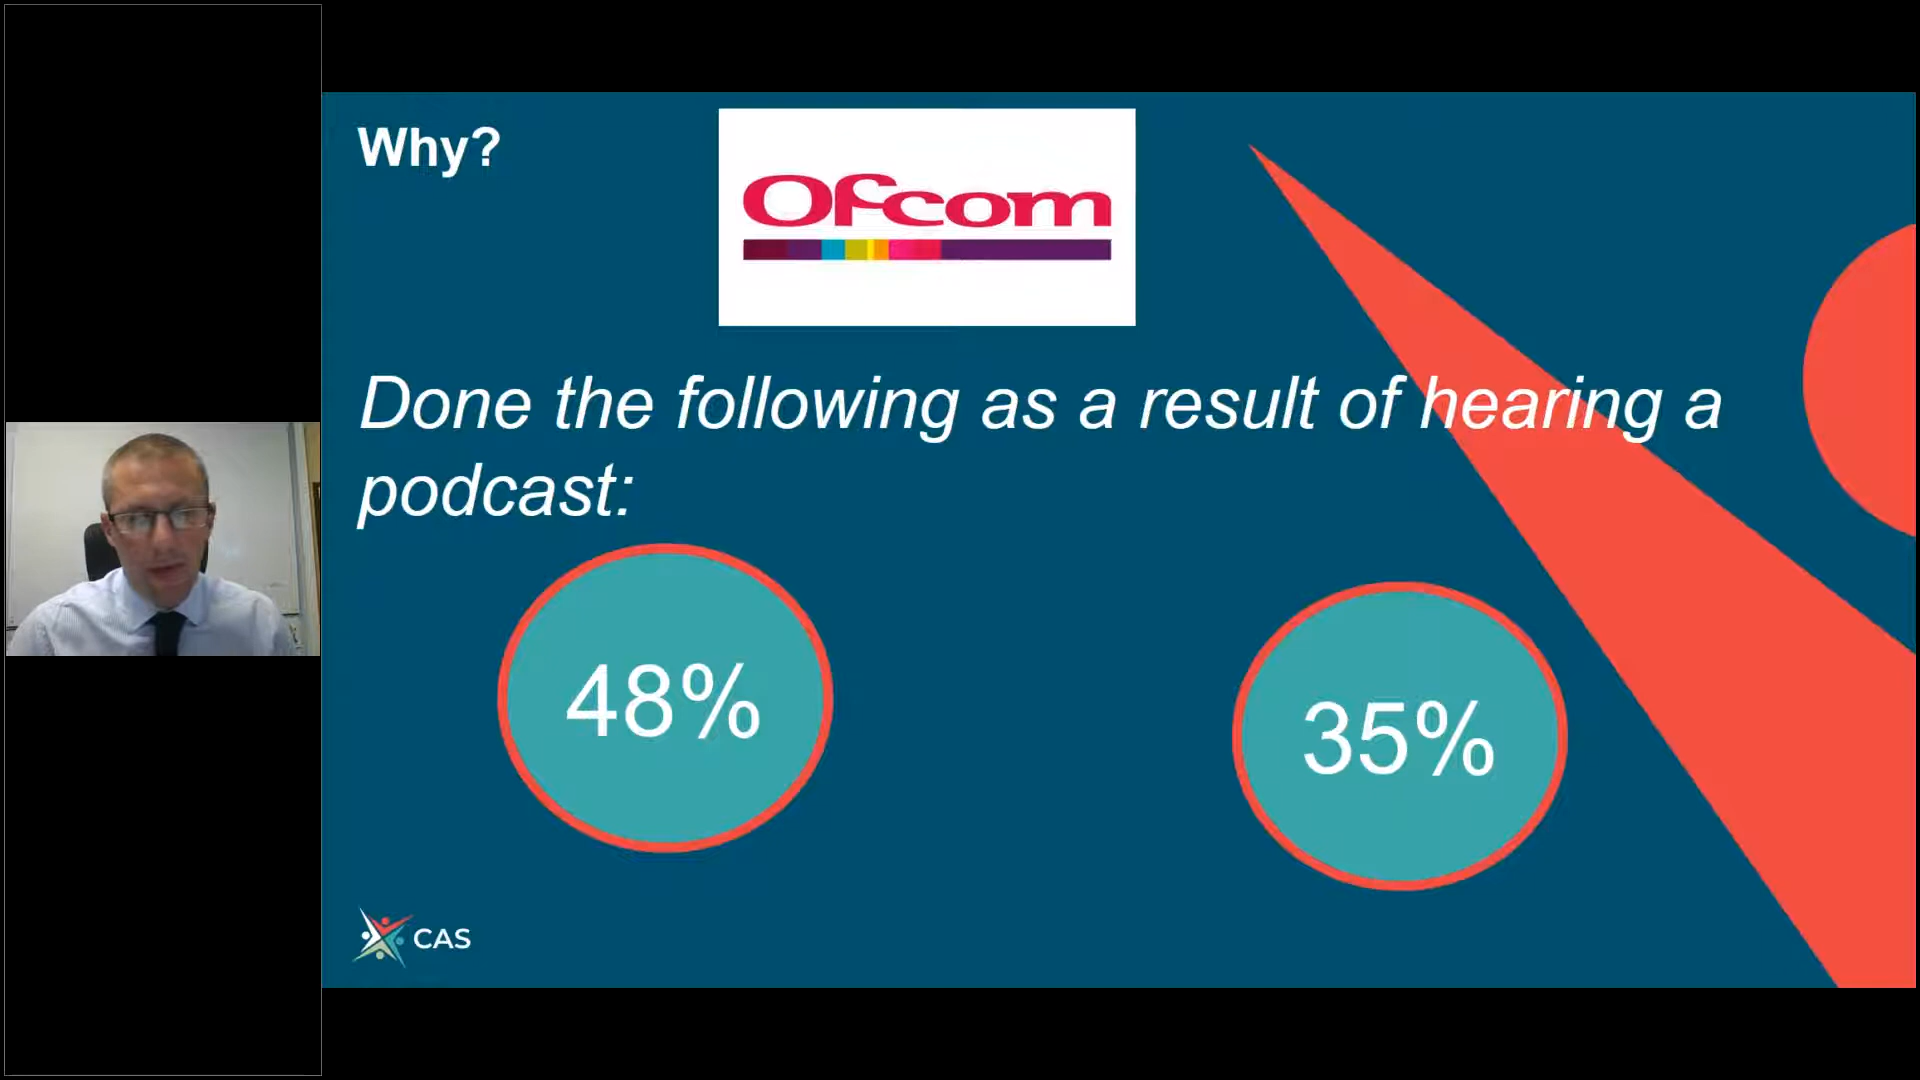 Why?
Ofcom
Done the following as a result of hearing a
podcast:
48%
35%
CAS